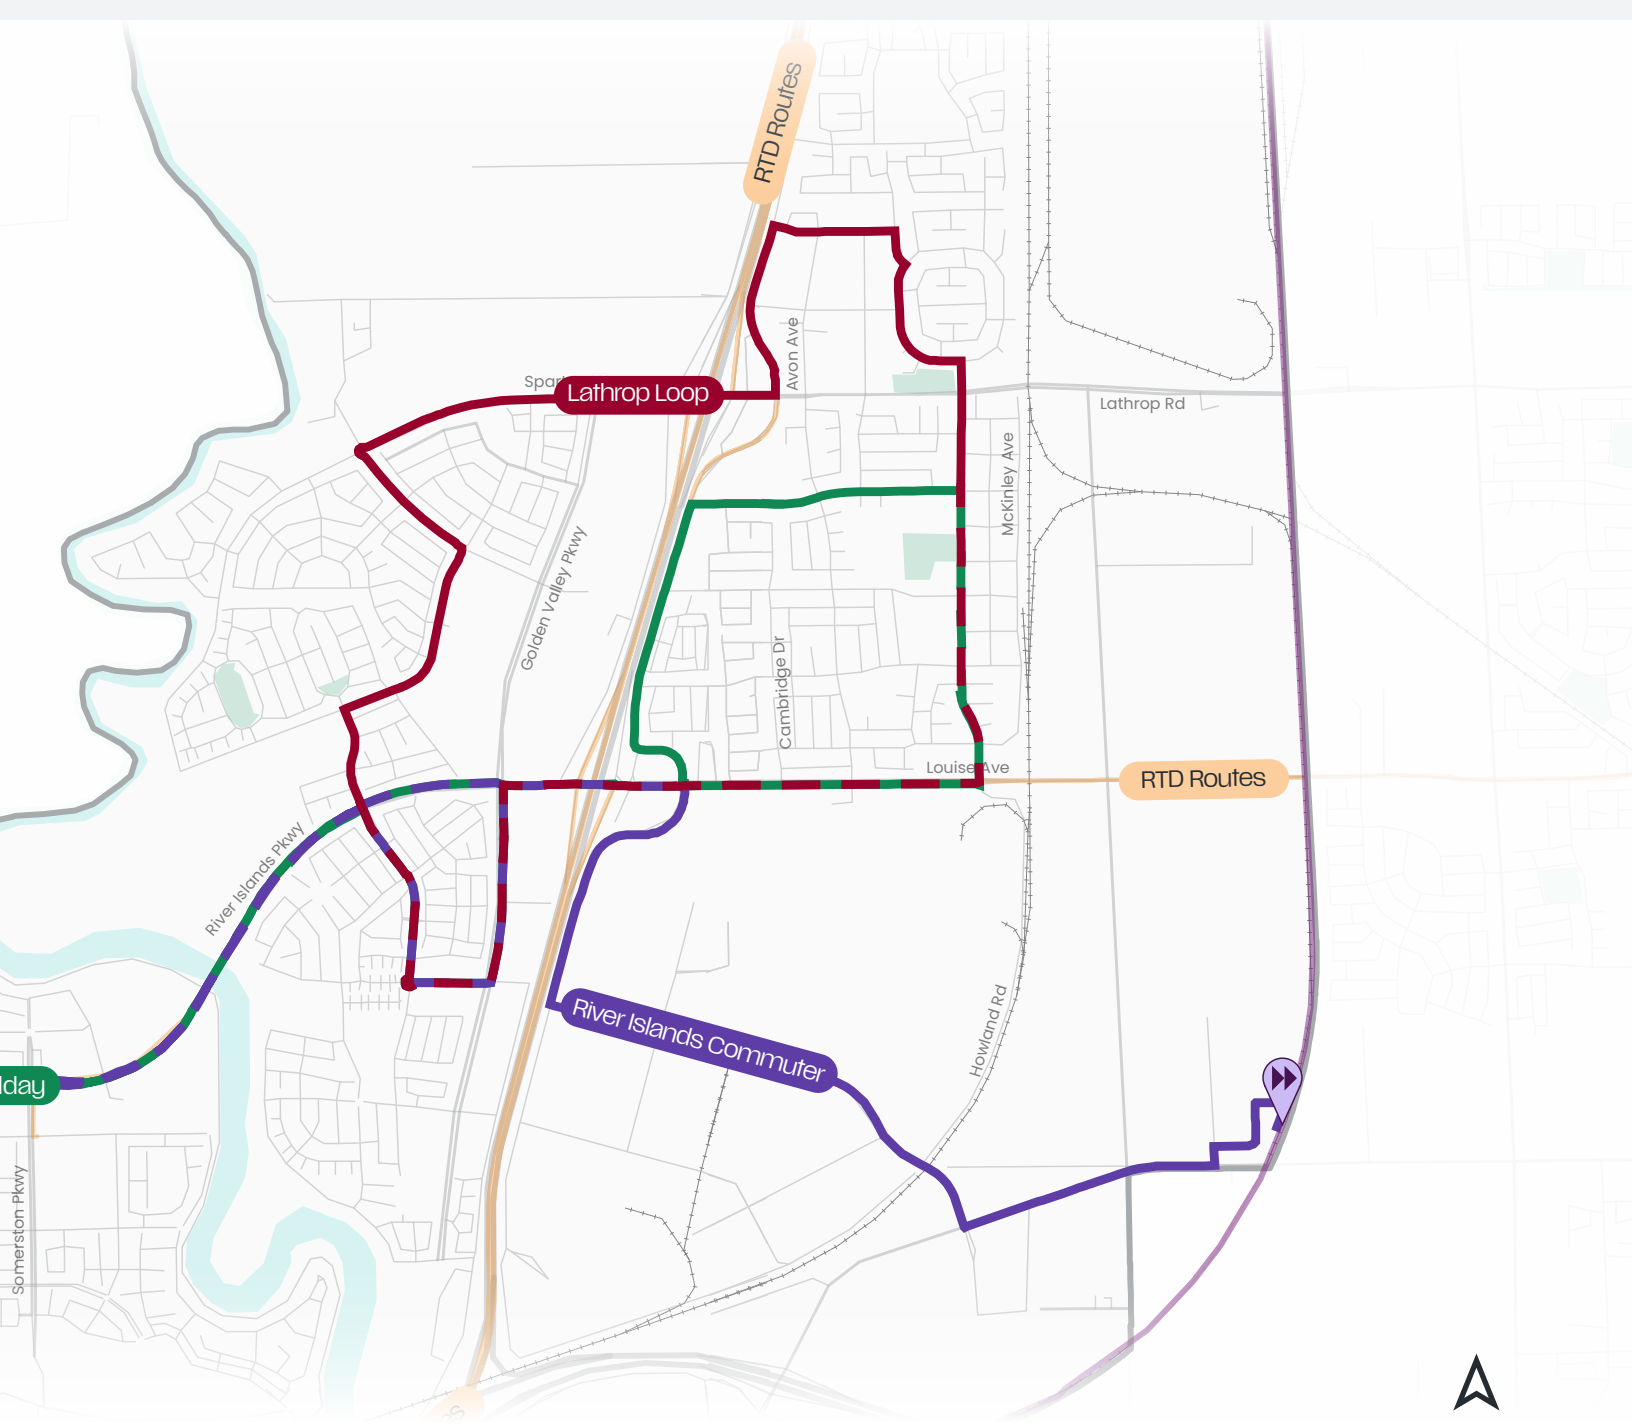 RTD Routes
Avon Ave
Lathrop Loop
Lathrop Rd
McKinley Ave
Golden Valley Pkwy
Cambridge Dr
Louise Ave
RTD Routes
River Islands Pkwy
River Islands Commuter
Howland Rd
Somerston Pkwy